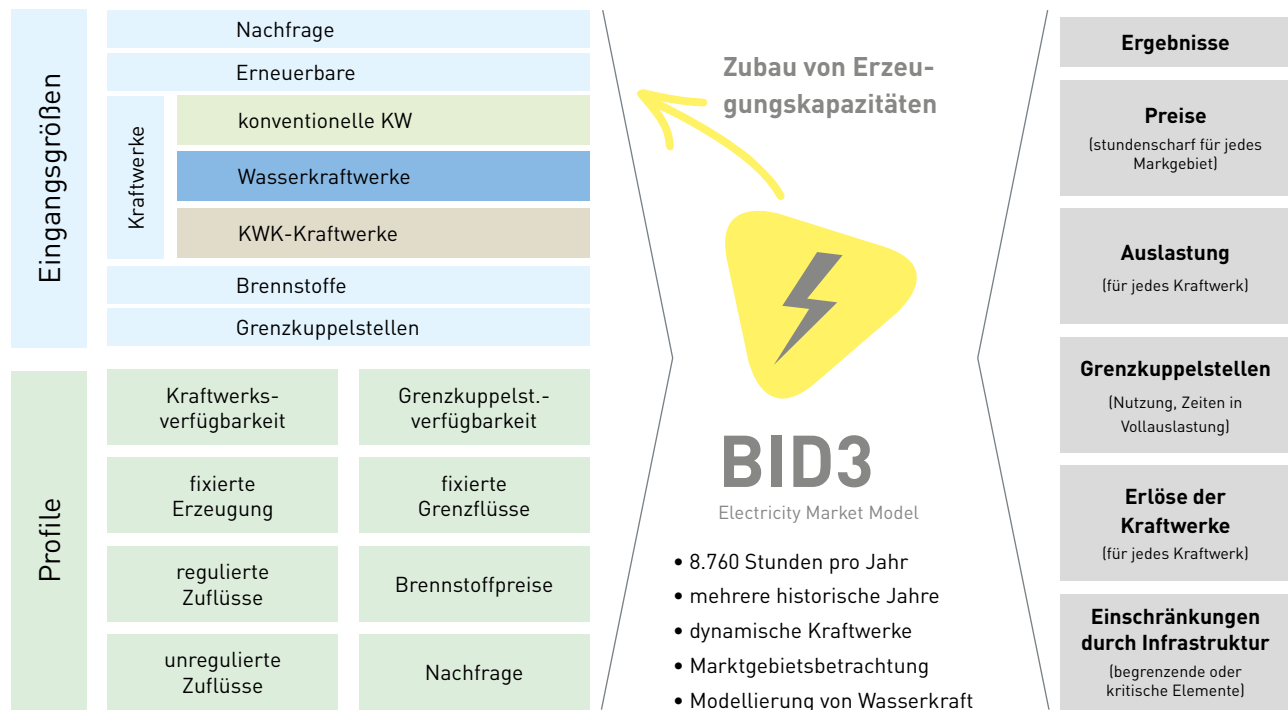 Eingangsgrößen
Nachfrage
Erneuerbare
Kraftwerke
konventionelle KW
Wasserkraftwerke
KWK-Kraftwerke
Brennstoffe
Grenzkuppelstellen
Profile
Kraftwerks-
verfügbarkeit
Grenzkuppelst.-
verfügbarkeit
fixierte
Erzeugung
fixierte
Grenzflüsse
regulierte
Zuflüsse
Brennstoffpreise
unregulierte
Zuflüsse
Nachfrage
Zubau von Erzeu-
gungskapazitäten
BID3
Electricity Market Model
• 8.760 Stunden pro Jahr
• mehrere historische Jahre
• dynamische Kraftwerke
• Marktgebietsbetrachtung
• Modellierung von Wasserkraft
Ergebnisse
Preise
(stundenscharf für jedes
Markgebiet)
Auslastung
(für jedes Kraftwerk)
Grenzkuppelstellen
(Nutzung, Zeiten in
Vollauslastung)
Erlöse der
Kraftwerke
(für jedes Kraftwerk)
Einschränkungen
durch Infrastruktur
(begrenzende oder
kritische Elemente)